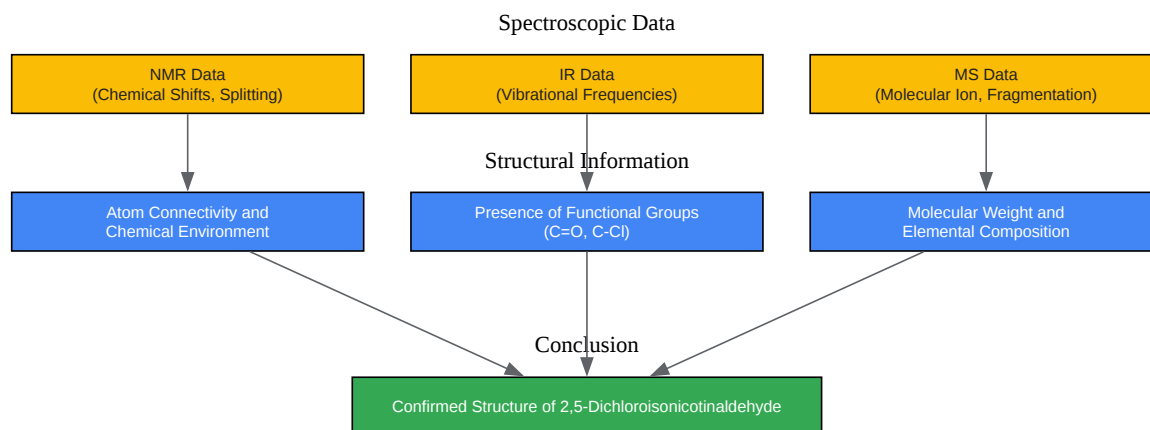 Spectroscopic Data
NMR Data
(Chemical Shifts, Splitting)
IR Data
(Vibrational Frequencies)
MS Data
(Molecular Ion, Fragmentation)
Structural Information
Atom Connectivity and
Chemical Environment
Presence of Functional Groups
(C=O, C-Cl)
Molecular Weight and
Elemental Composition
Conclusion
Confirmed Structure of 2,5-Dichloroisonicotinaldehyde